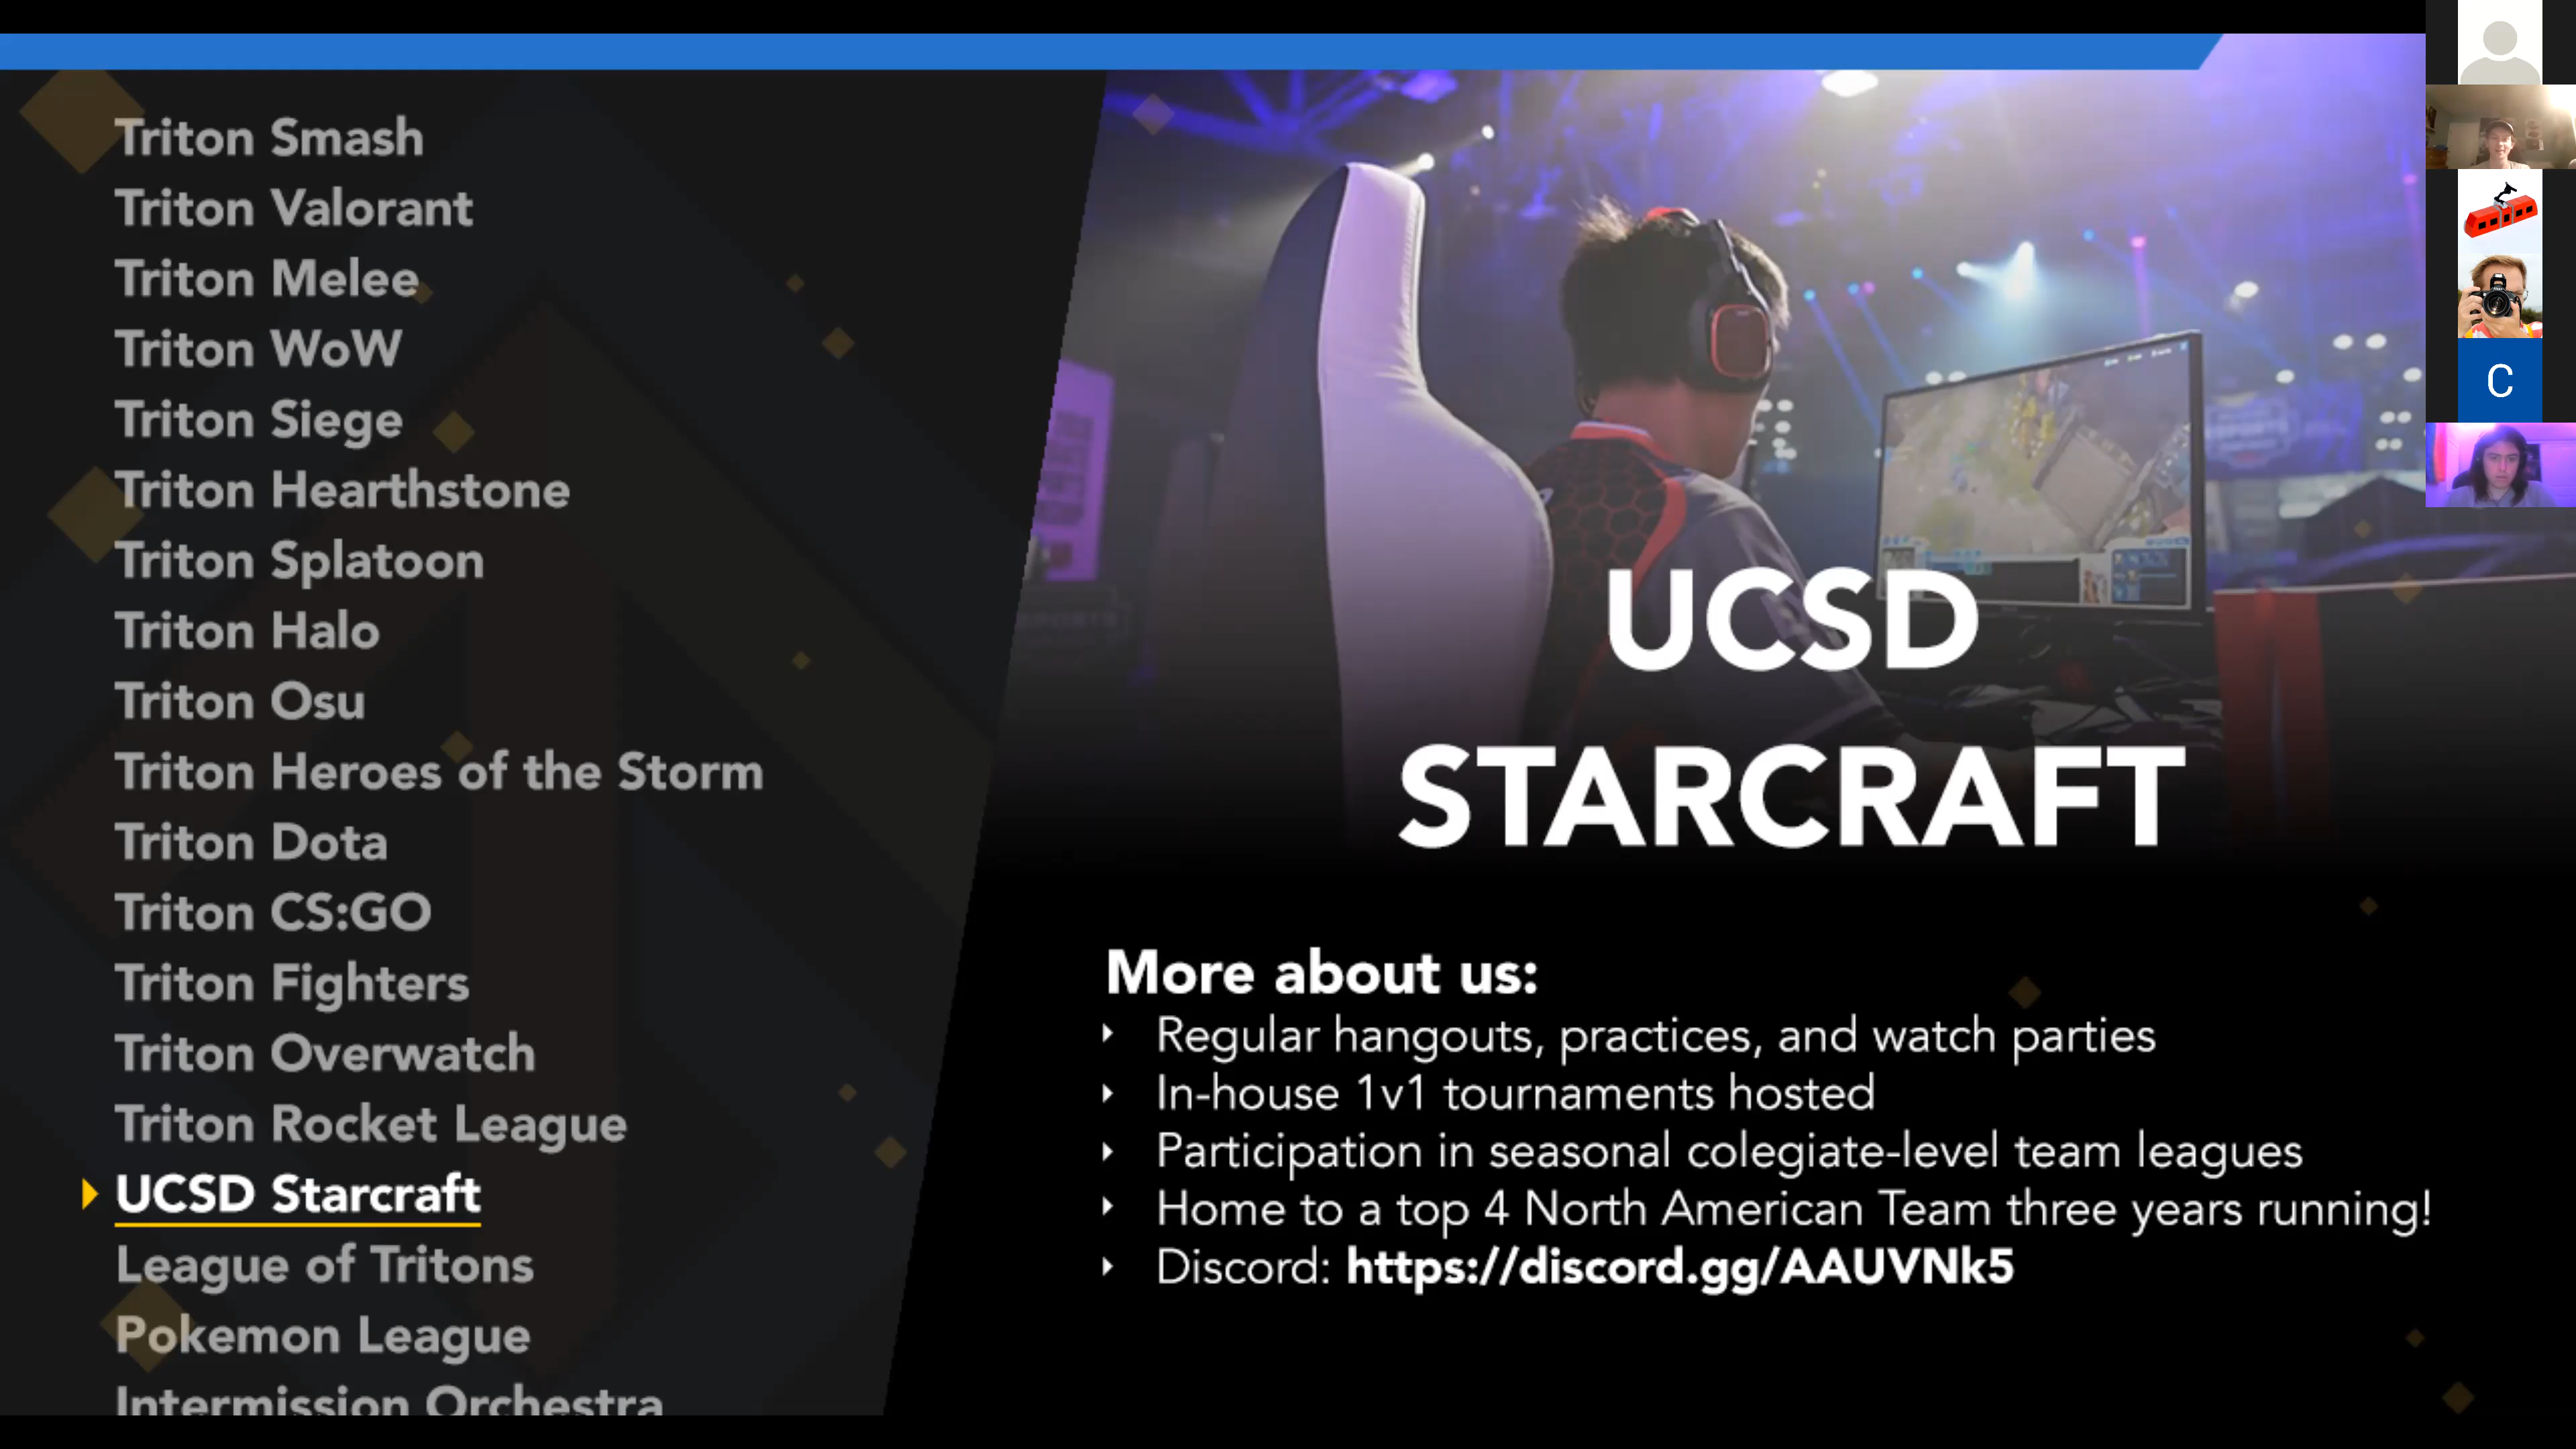 Triton Smash
Triton Valorant
Triton Melee
Triton WoW
Triton Siege
Triton Hearthstone
Triton Splatoon
Triton Halo
Triton Osu
Triton Heroes of the Storm
Triton Dota
Triton CS:GO
Triton Fighters
Triton Overwatch
Triton Rocket League
UCSD Starcraft
League of Tritons
Pokemon League
Intermission Orchestra
UCSD
STARCRAFT
More about us:
Regular hangouts, practices, and watch parties
In-house 1v1 tournaments hosted
Participation in seasonal colegiate-level team leagues
Home to a top 4 North American Team three years running!
Discord: https://discord.gg/AAUVNk5
C